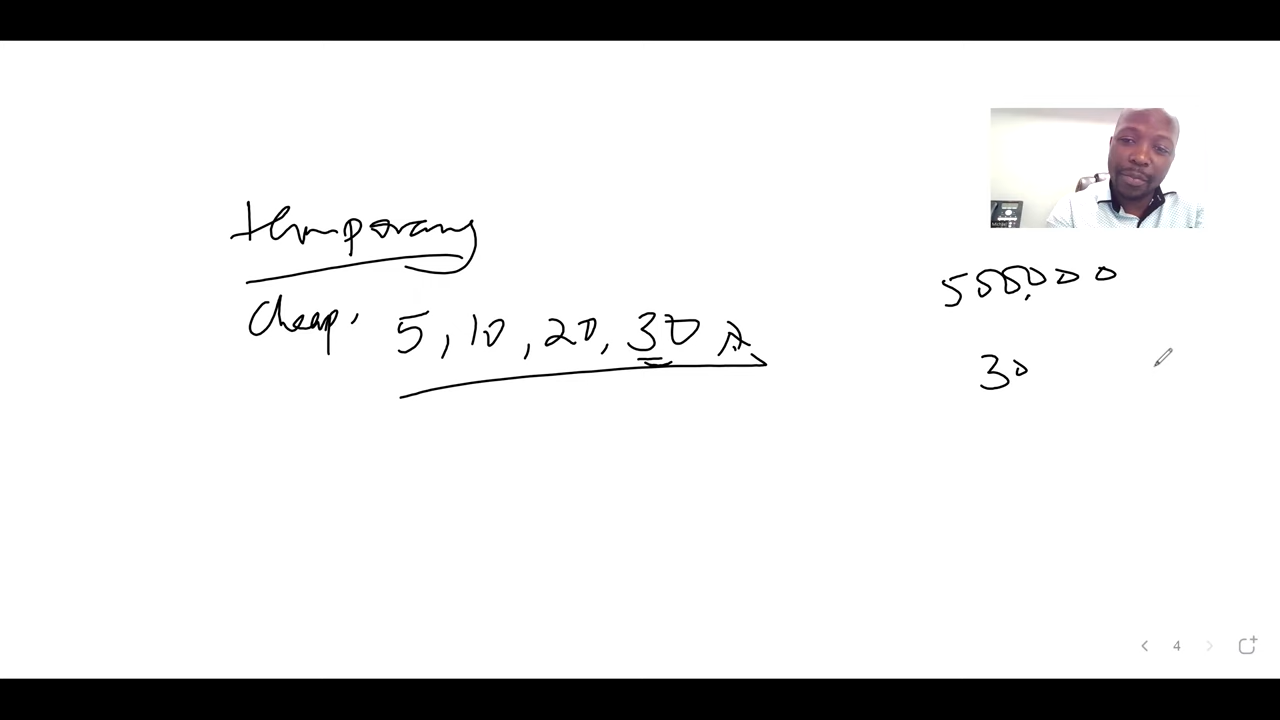 temporary
cheap. 5, 10, 20, 30
500,000
30
4